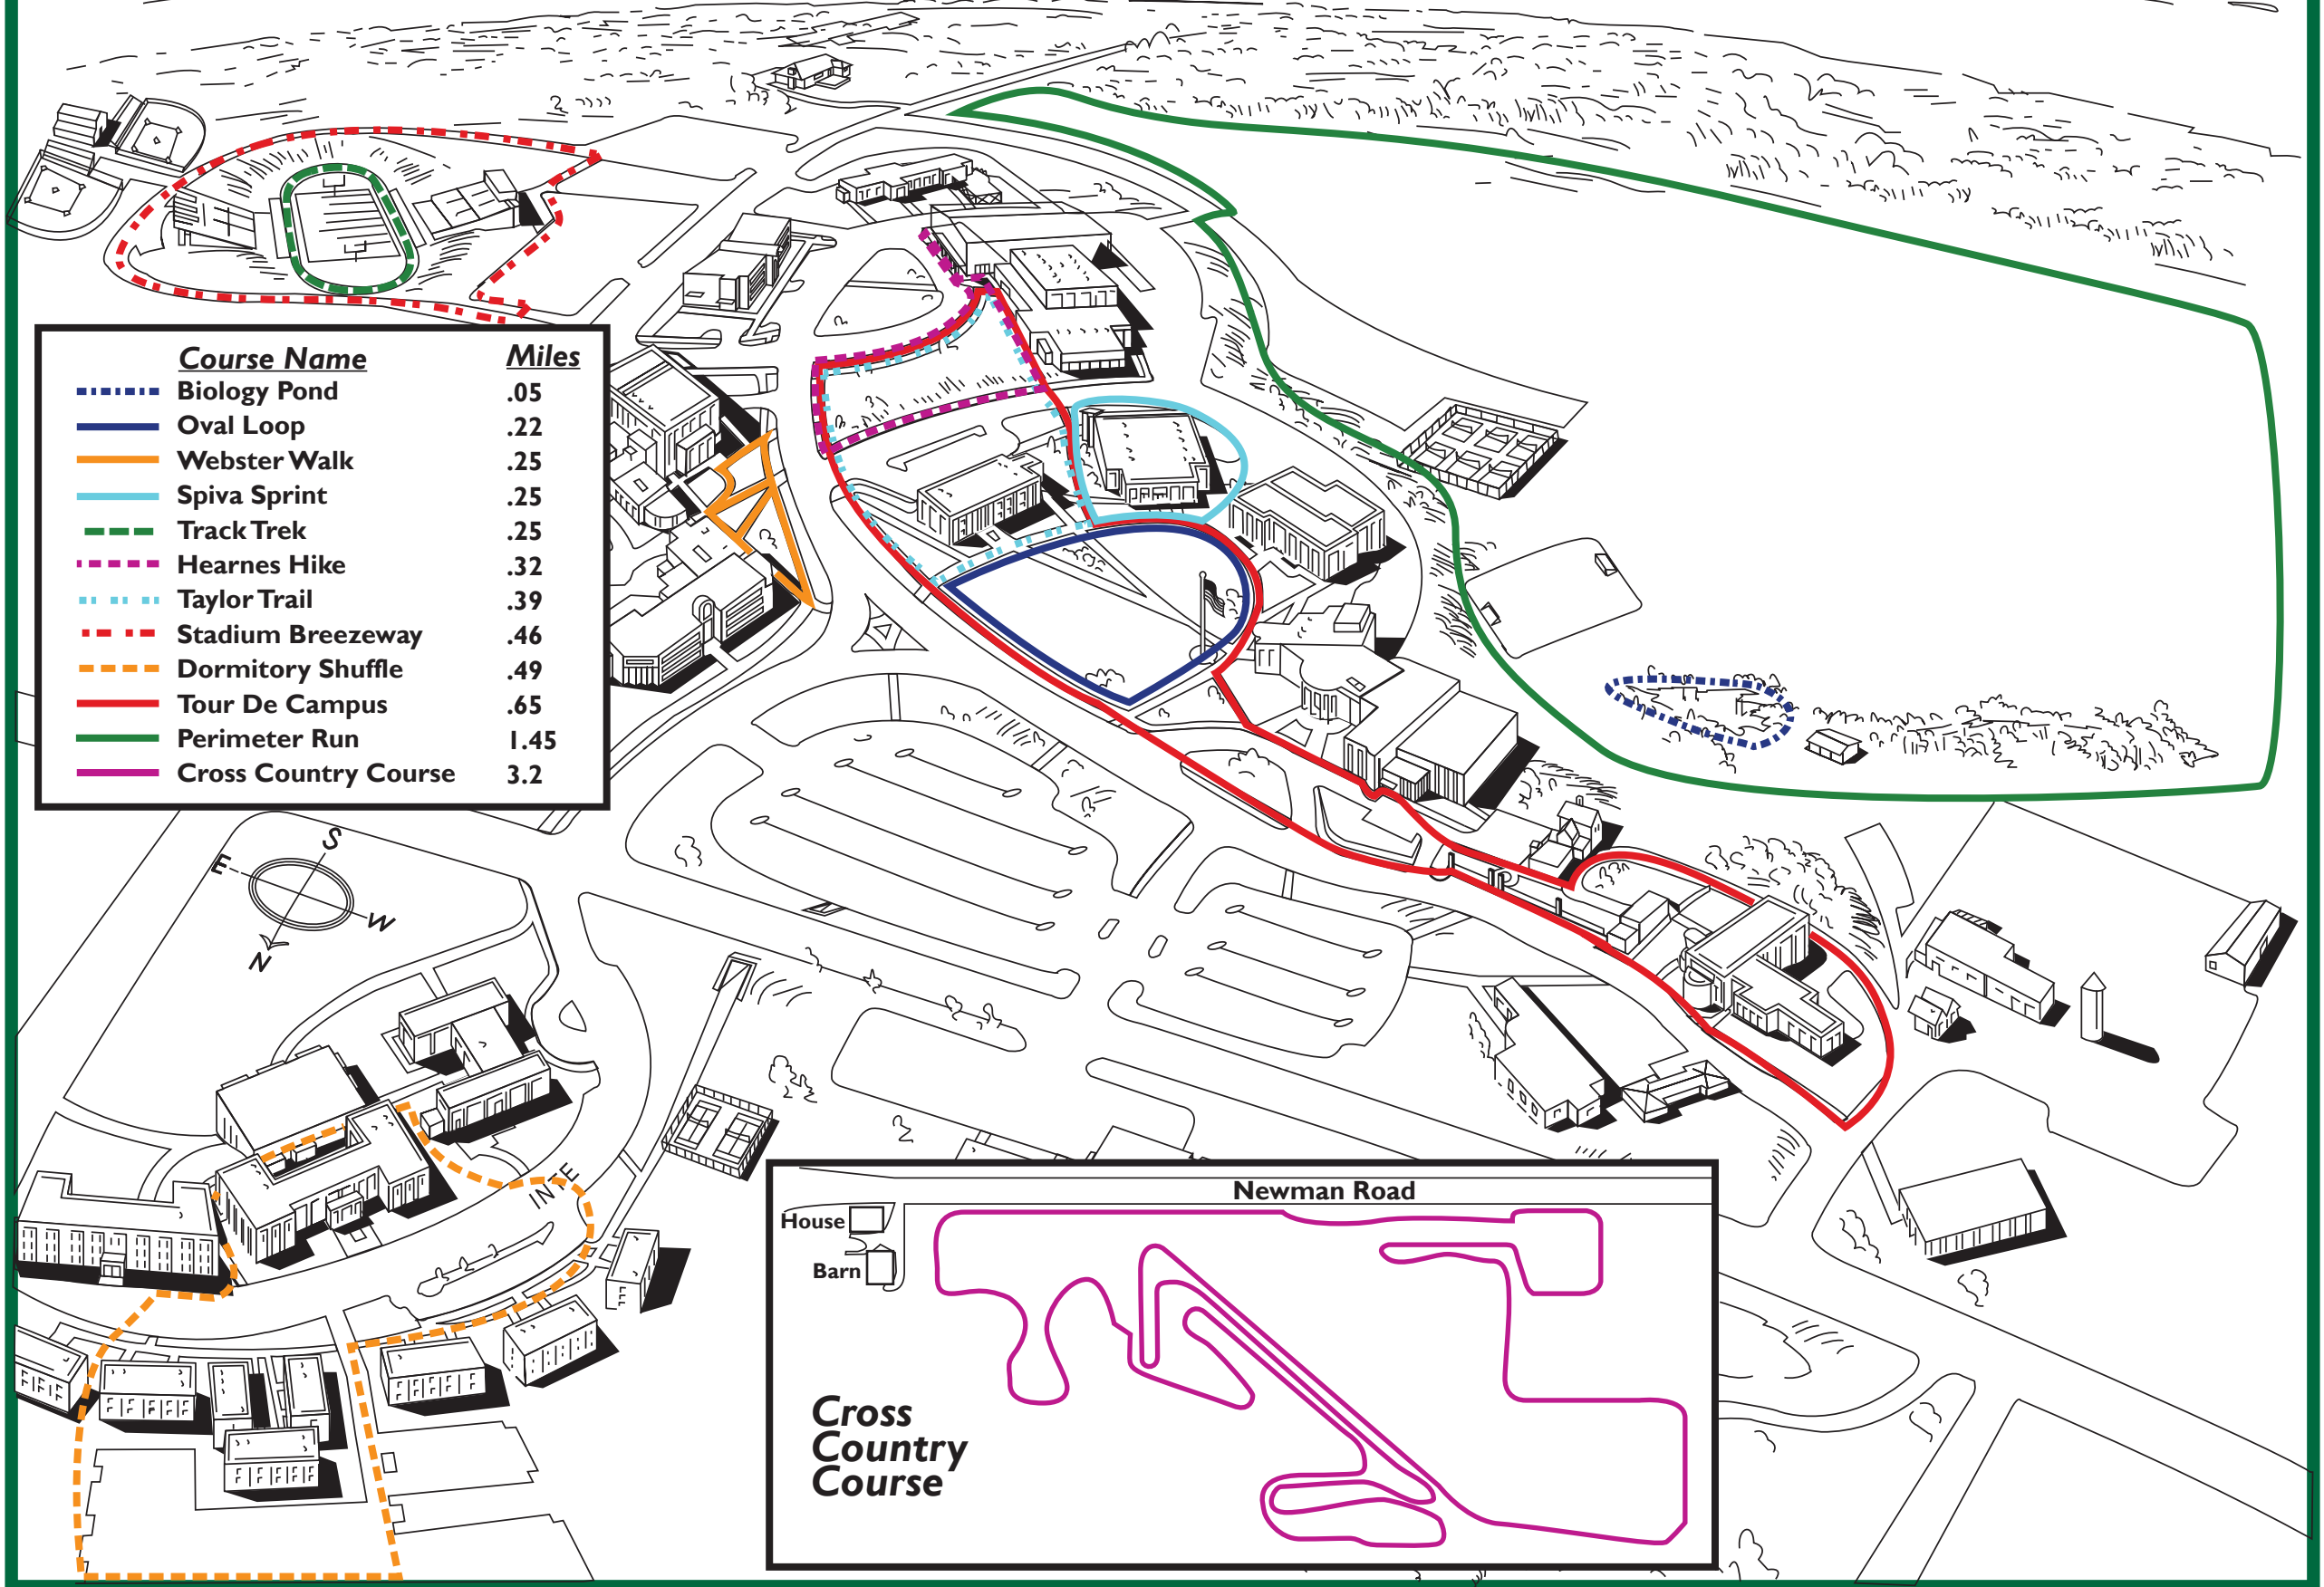 Course Name Miles
Biology Pond .05
Oval Loop .22
Webster Walk .25
Spiva Sprint .25
Track Trek .25
Hearnes Hike .32
Taylor Trail .39
Stadium Breezeway .46
Dormitory Shuffle .49
Tour De Campus .65
Perimeter Run 1.45
Cross Country Course 3.2
S
E
W
N
INTE
Newman Road
House
Barn
Cross
Country
Course